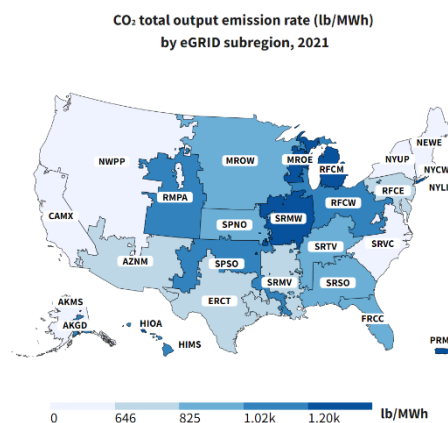 CO₂ total output emission rate (lb/MWh)
by eGRID subregion, 2021
NEWE
NWPP
MROW
MROE
NYUP
RFCM
NYCW
NYLI
RFCE
RMPA
RFCW
CAMX
SPNO
SRMW
SRTV
SRVC
AZNM
SPSO
SRMV
SRSO
ERCT
AKMS
FRCC
AKGD
HIOA
HIMS
PRM
0
646
825
1.02k
1.20k
lb/MWh